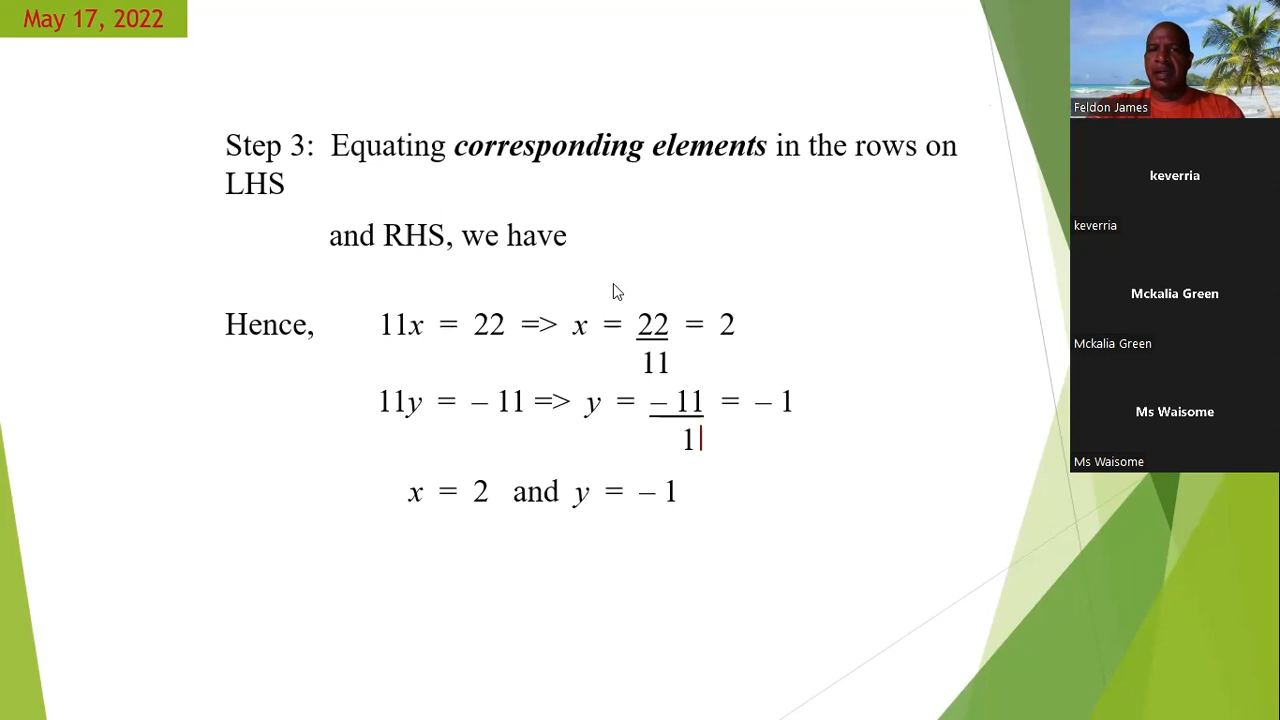 May 17, 2022
Step 3: Equating corresponding elements in the rows on
LHS
and RHS, we have
Hence, 11x = 22 => x = 22 = 2
11
11y = – 11 => y = – 11 = – 1
1|
x = 2 and y = – 1
Feldon James
keverria
keverria
Mckalia Green
Mckalia Green
Ms Waisome
Ms Waisome